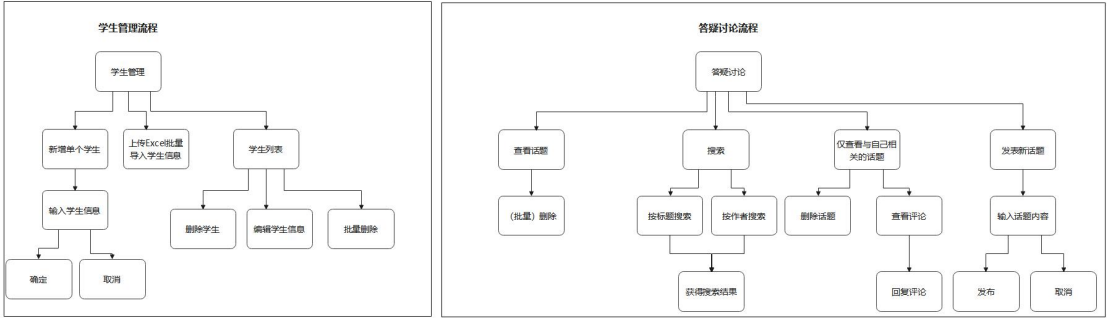 学生管理流程
学生管理
新增单个学生
上传Excel批量
导入学生信息
学生列表
输入学生信息
删除学生
编辑学生信息
批量删除
确定
取消
答疑讨论流程
答疑讨论
查看话题
搜索
仅查看与自己相
关的话题
发表新话题
（批量）删除
按标题搜索
按作者搜索
删除话题
查看评论
输入话题内容
获得搜索结果
回复评论
发布
取消